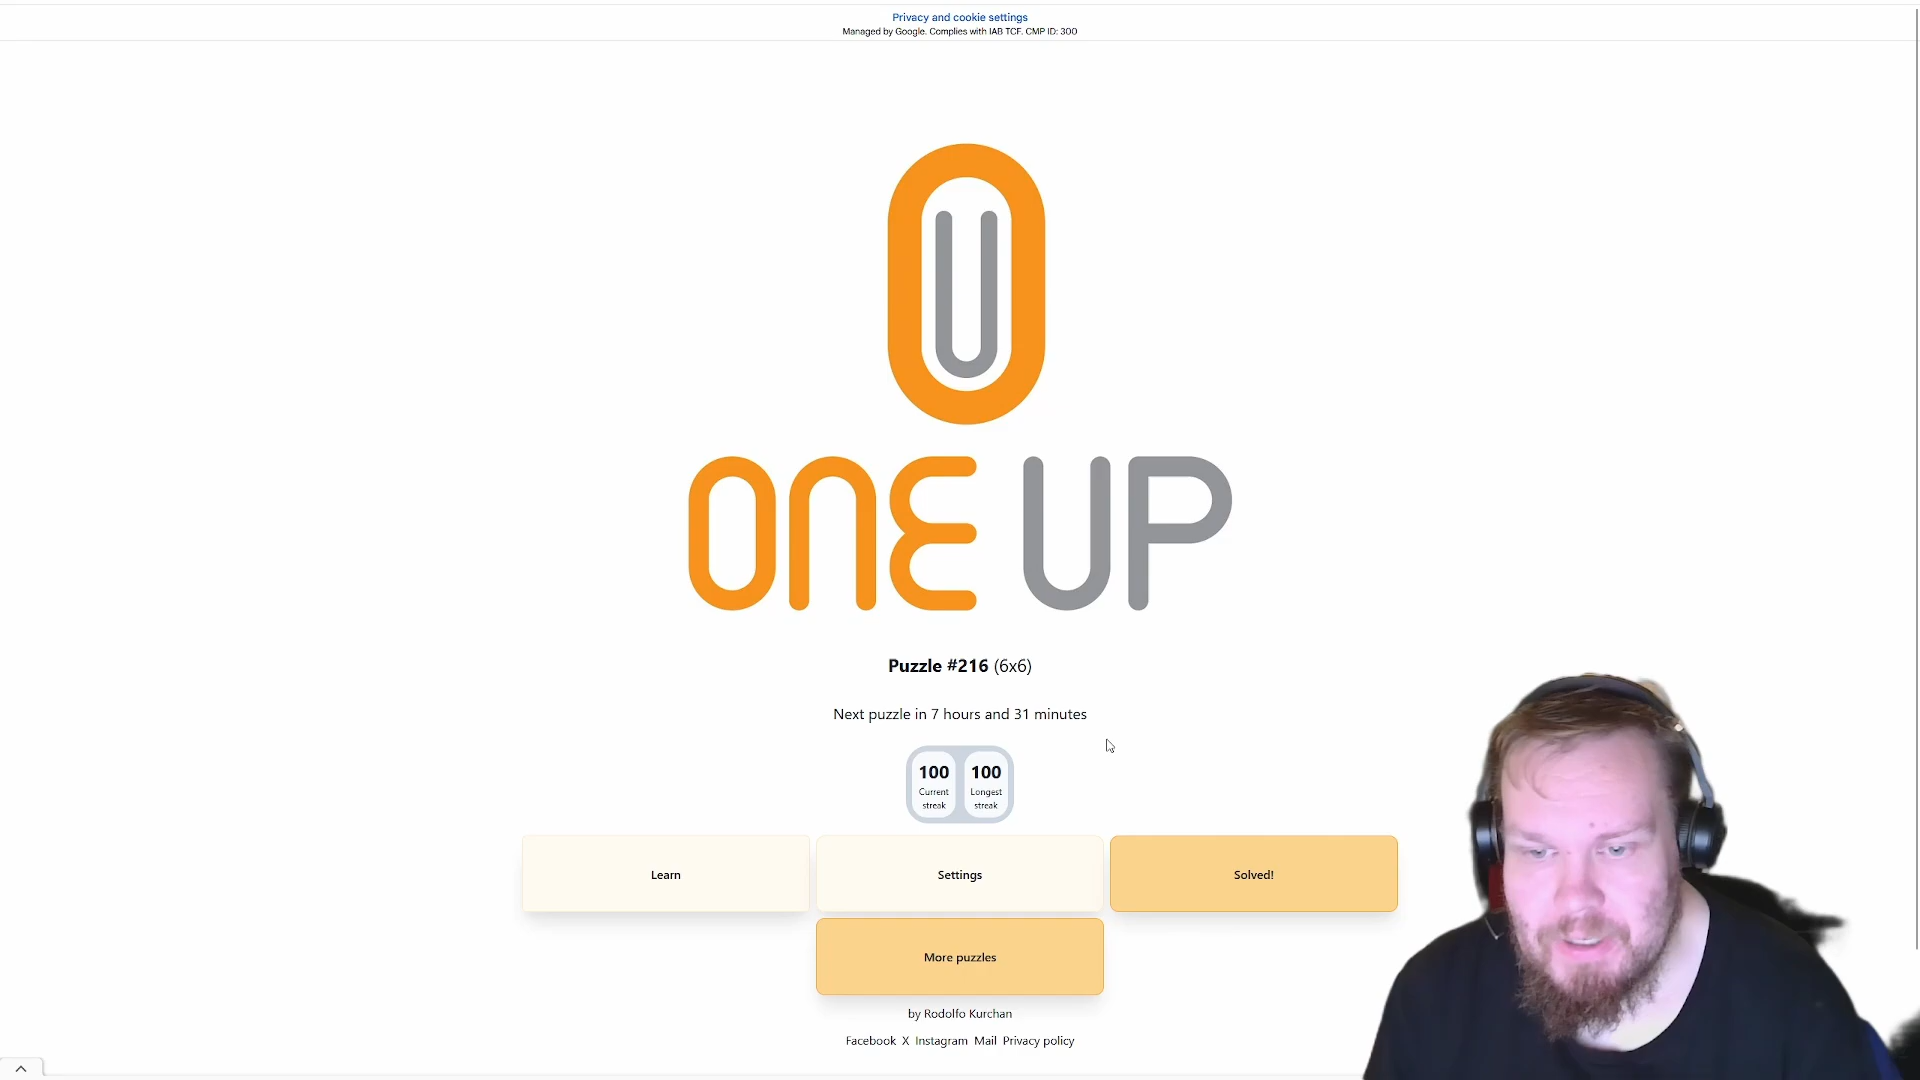 Privacy and cookie settings
Managed by Google. Complies with IAB TCF. CMP ID: 300
U
ONE UP
Puzzle #216 (6x6)
Next puzzle in 7 hours and 31 minutes
100 100
Current Longest
streak streak
Learn Settings Solved!
More puzzles
by Rodolfo Kurchan
Facebook X Instagram Mail Privacy policy